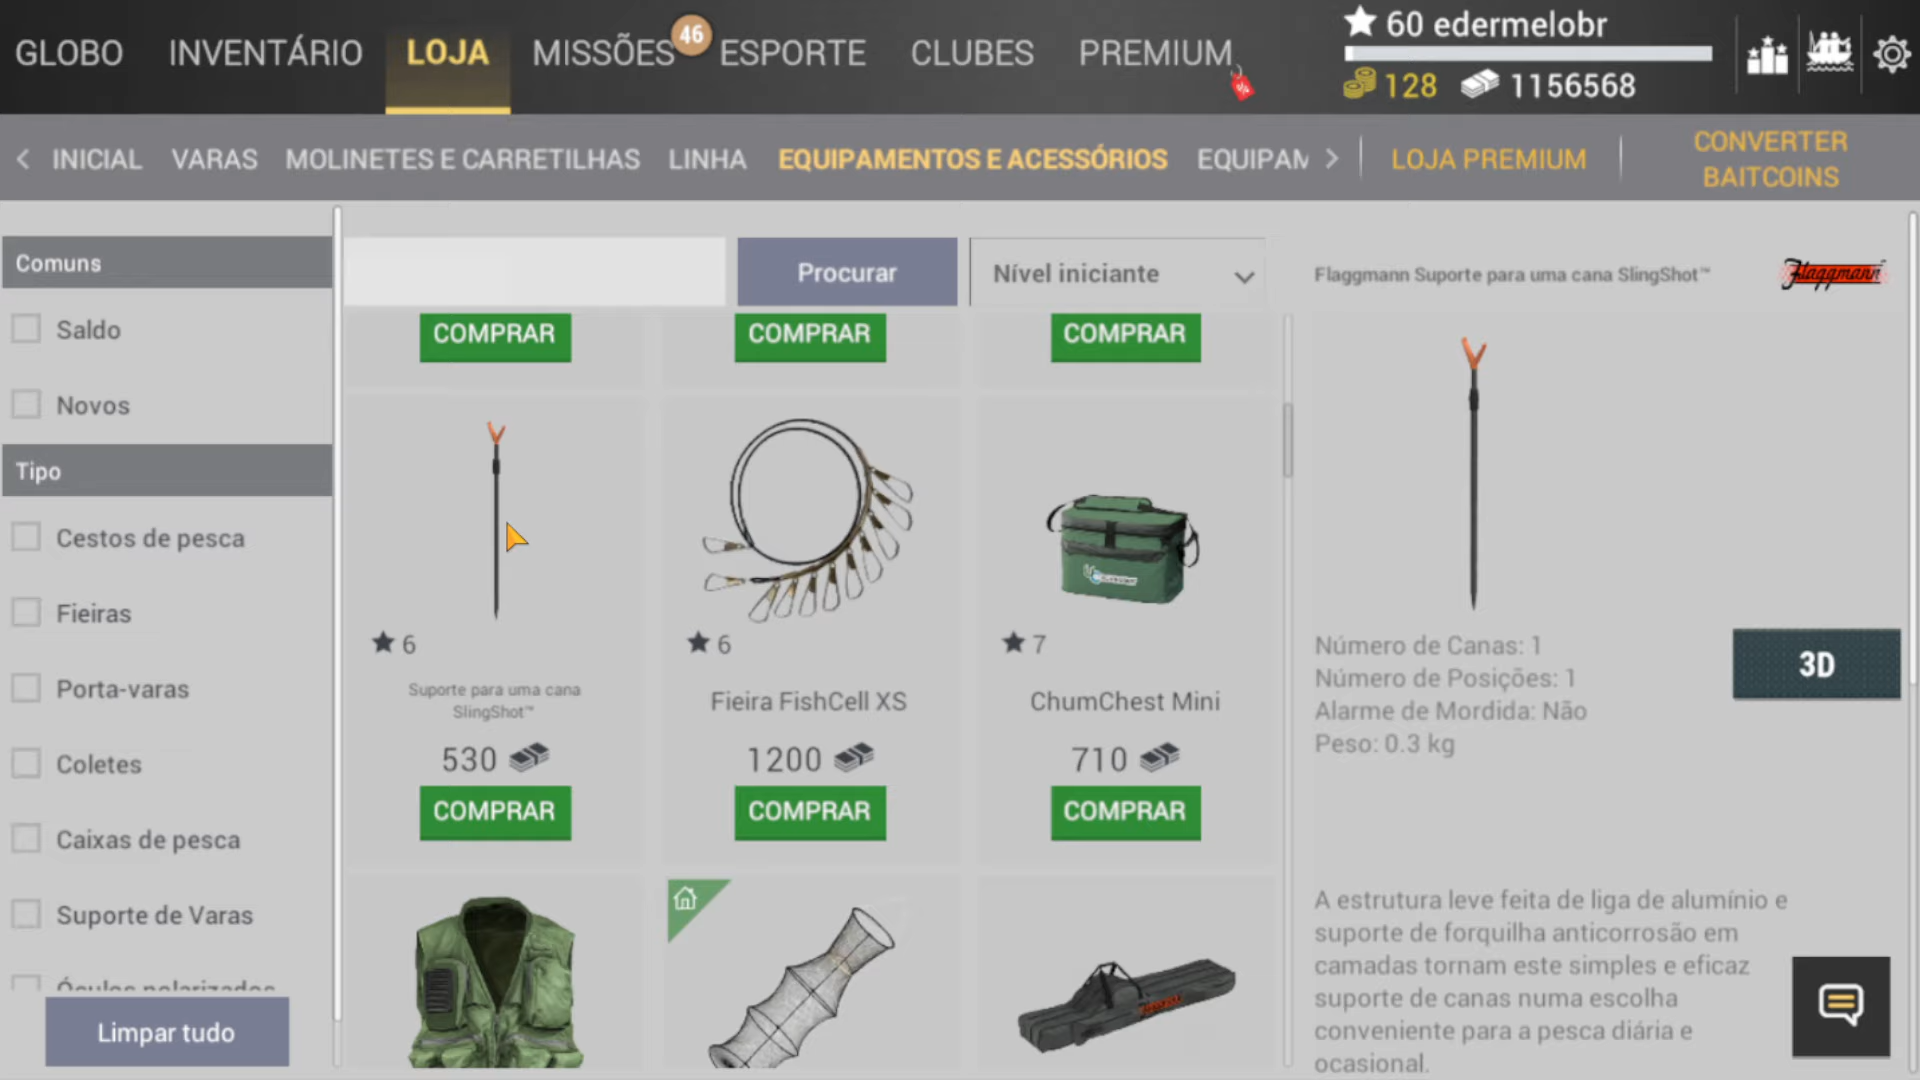 GLOBO
INVENTÁRIO
LOJA
MISSÕES
46
ESPORTE
CLUBES
PREMIUM
60 edermelobr
128
1156568
INICIAL
VARAS
MOLINETES E CARRETILHAS
LINHA
EQUIPAMENTOS E ACESSÓRIOS
EQUIPAM
LOJA PREMIUM
CONVERTER
BAITCOINS
Comuns
Saldo
Novos
Tipo
Cestos de pesca
Fieiras
Porta-varas
Coletes
Caixas de pesca
Suporte de Varas
Óculos polarizados
Limpar tudo
Procurar
Nível iniciante
COMPRAR
COMPRAR
COMPRAR
6
Suporte para uma cana
SlingShot™
530
COMPRAR
6
Fieira FishCell XS
1200
COMPRAR
7
ChumChest Mini
710
COMPRAR
Flaggmann Suporte para uma cana SlingShot™
Flaggmann
Número de Canas: 1
Número de Posições: 1
Alarme de Mordida: Não
Peso: 0.3 kg
3D
A estrutura leve feita de liga de alumínio e
suporte de forquilha anticorrosão em
camadas tornam este simples e eficaz
suporte de canas numa escolha
conveniente para a pesca diária e
ocasional.